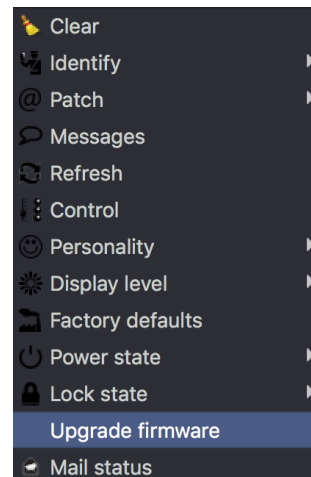 Clear
Identify
Patch
Messages
Refresh
Control
Personality
Display level
Factory defaults
Power state
Lock state
Upgrade firmware
Mail status